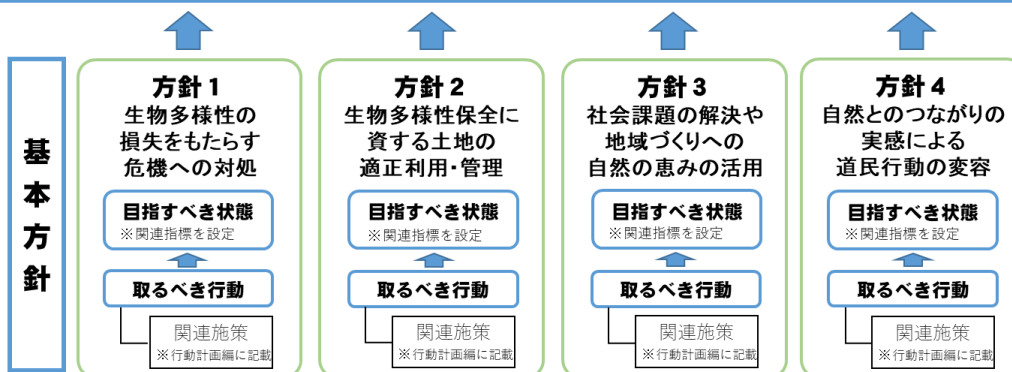 基本方針
方針1
生物多様性の
損失をもたらす
危機への対処
目指すべき状態
※関連指標を設定
取るべき行動
関連施策
※行動計画編に記載
方針2
生物多様性保全に
資する土地の
適正利用・管理
目指すべき状態
※関連指標を設定
取るべき行動
関連施策
※行動計画編に記載
方針3
社会課題の解決や
地域づくりへの
自然の恵みの活用
目指すべき状態
※関連指標を設定
取るべき行動
関連施策
※行動計画編に記載
方針4
自然とのつながりの
実感による
道民行動の変容
目指すべき状態
※関連指標を設定
取るべき行動
関連施策
※行動計画編に記載